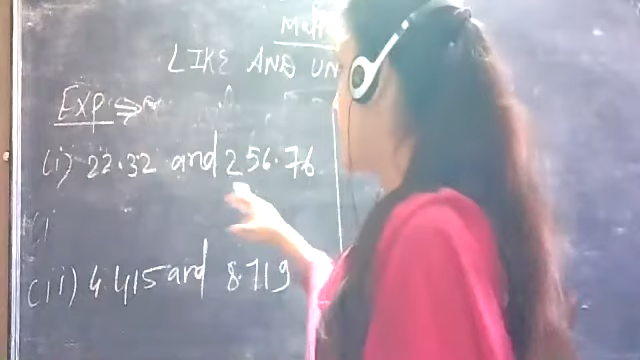 LIKE AND UN
Exp ⇒
(i) 22.32 and 256.76
(i
(ii) 4.415 and 8.719